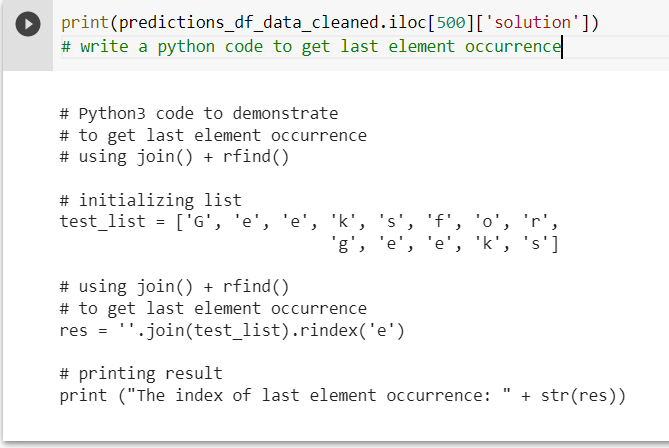 print(predictions_df_data_cleaned.iloc[500]['solution'])
# write a python code to get last element occurrence
# Python3 code to demonstrate
# to get last element occurrence
# using join() + rfind()
# initializing list
test_list = ['G', 'e', 'e', 'k', 's', 'f', 'o', 'r',
'g', 'e', 'e', 'k', 's']
# using join() + rfind()
# to get last element occurrence
res = ''.join(test_list).rindex('e')
# printing result
print ("The index of last element occurrence: " + str(res))